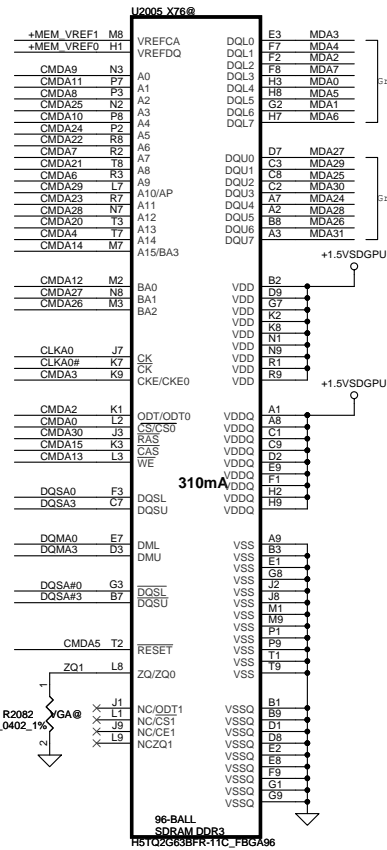 U2005 X76@
+MEM_VREF1 M8 VREFCA
+MEM_VREF0 H1 VREFDQ
CMDA9 N3 A0
CMDA11 P7 A1
CMDA8 P3 A2
CMDA25 N2 A3
CMDA10 P8 A4
CMDA24 P2 A5
CMDA22 R8 A6
CMDA7 R2 A7
CMDA21 T8 A8
CMDA6 R3 A9
CMDA29 L7 A10/AP
CMDA23 R7 A11
CMDA28 N7 A12
CMDA20 T3 A13
CMDA4 T7 A14
CMDA14 M7 A15/BA3
CMDA12 M2 BA0
CMDA27 N8 BA1
CMDA26 M3 BA2
CLKA0 J7 CK
CLKA0# K7 CK
CMDA3 K9 CKE/CKE0
CMDA2 K1 ODT/ODT0
CMDA0 L2 CS/CS0
CMDA30 J3 RAS
CMDA15 K3 CAS
CMDA13 L3 WE
DQSA0 F3 DQSL
DQSA3 C7 DQSU
DQMA0 E7 DML
DQMA3 D3 DMU
DQSA#0 G3 DQSL
DQSA#3 B7 DQSU
CMDA5 T2 RESET
ZQ1 L8 ZQ/ZQ0
1
R2082 VGA@
_0402_1%
2
J1 NC/ODT1
L1 NC/CS1
J9 NC/CE1
L9 NCZQ1
DQL0 E3 MDA3
DQL1 F7 MDA4
DQL2 F2 MDA2
DQL3 F8 MDA7
DQL4 H3 MDA0
DQL5 H8 MDA5
DQL6 G2 MDA1
DQL7 H7 MDA6
DQU0 D7 MDA27
DQU1 C3 MDA29
DQU2 C8 MDA25
DQU3 C2 MDA30
DQU4 A7 MDA24
DQU5 A2 MDA28
DQU6 B8 MDA26
DQU7 A3 MDA31
+1.5VSDGPU
VDD B2
VDD D9
VDD G7
VDD K2
VDD K8
VDD N1
VDD N9
VDD R1
VDD R9
+1.5VSDGPU
VDDQ A1
VDDQ A8
VDDQ C1
VDDQ C9
VDDQ D2
VDDQ E9
VDDQ F1
VDDQ H2
VDDQ H9
310mA
VSS A9
VSS B3
VSS E1
VSS G8
VSS J2
VSS J8
VSS M1
VSS M9
VSS P1
VSS P9
VSS T1
VSS T9
VSSQ B1
VSSQ B9
VSSQ D1
VSSQ D8
VSSQ E2
VSSQ E8
VSSQ F9
VSSQ G1
VSSQ G9
96-BALL
SDRAM DDR3
H5TQ2G63BFR-11C_FBGA96